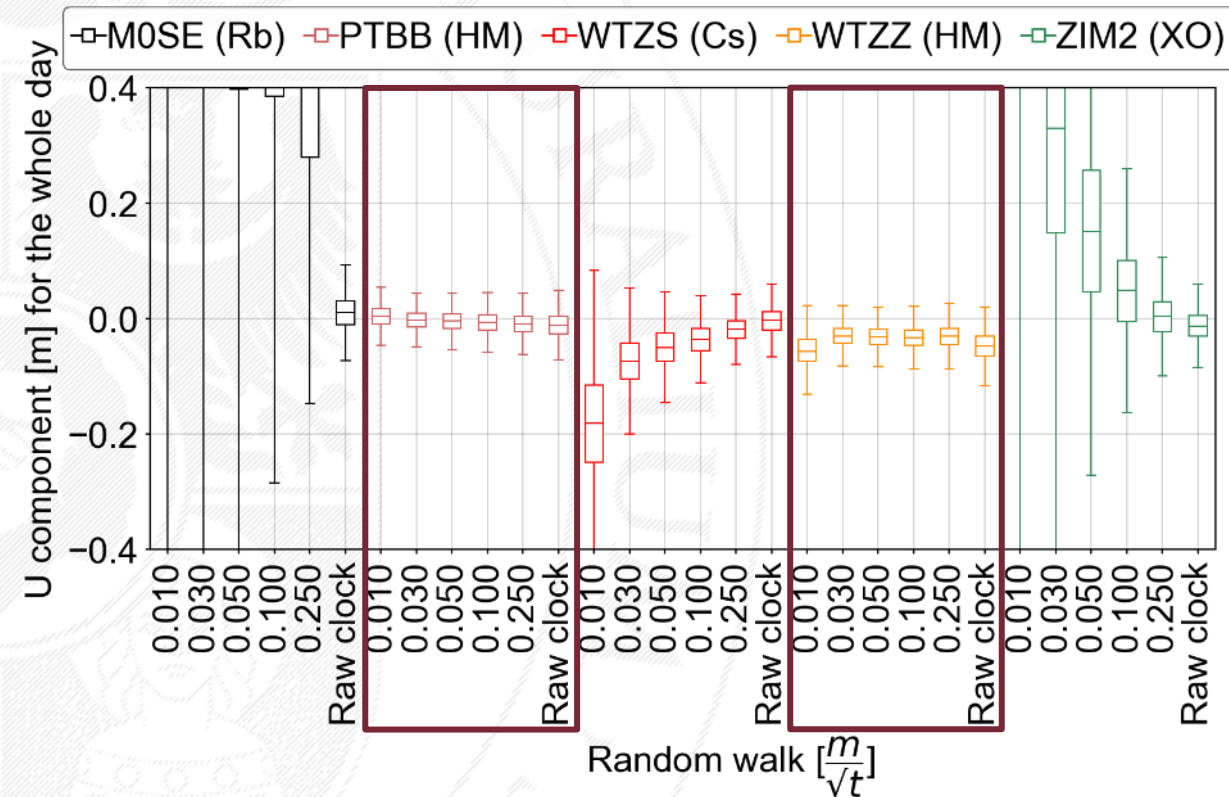 M0SE (Rb) PTBB (HM) WTZS (Cs) WTZZ (HM) ZIM2 (XO)
U component [m] for the whole day
0.4
0.2
0.0
−0.2
−0.4
0.010 0.030 0.050 0.100 0.250 Raw clock 0.010 0.030 0.050 0.100 0.250 Raw clock 0.010 0.030 0.050 0.100 0.250 Raw clock 0.010 0.030 0.050 0.100 0.250 Raw clock 0.010 0.030 0.050 0.100 0.250 Raw clock
Random walk [m/√t]